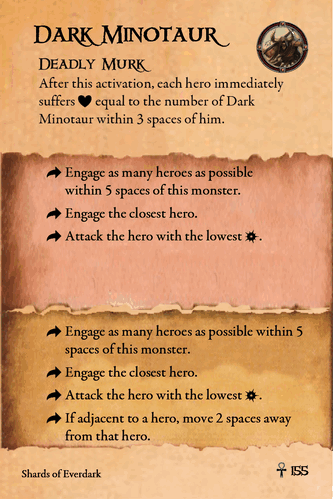 Dark Minotaur
Deadly Murk
After this activation, each hero immediately
suffers equal to the number of Dark
Minotaur within 3 spaces of him.
Engage as many heroes as possible
within 5 spaces of this monster.
Engage the closest hero.
Attack the hero with the lowest .
Engage as many heroes as possible within 5
spaces of this monster.
Engage the closest hero.
Attack the hero with the lowest .
If adjacent to a hero, move 2 spaces away
from that hero.
Shards of Everdark
ISS